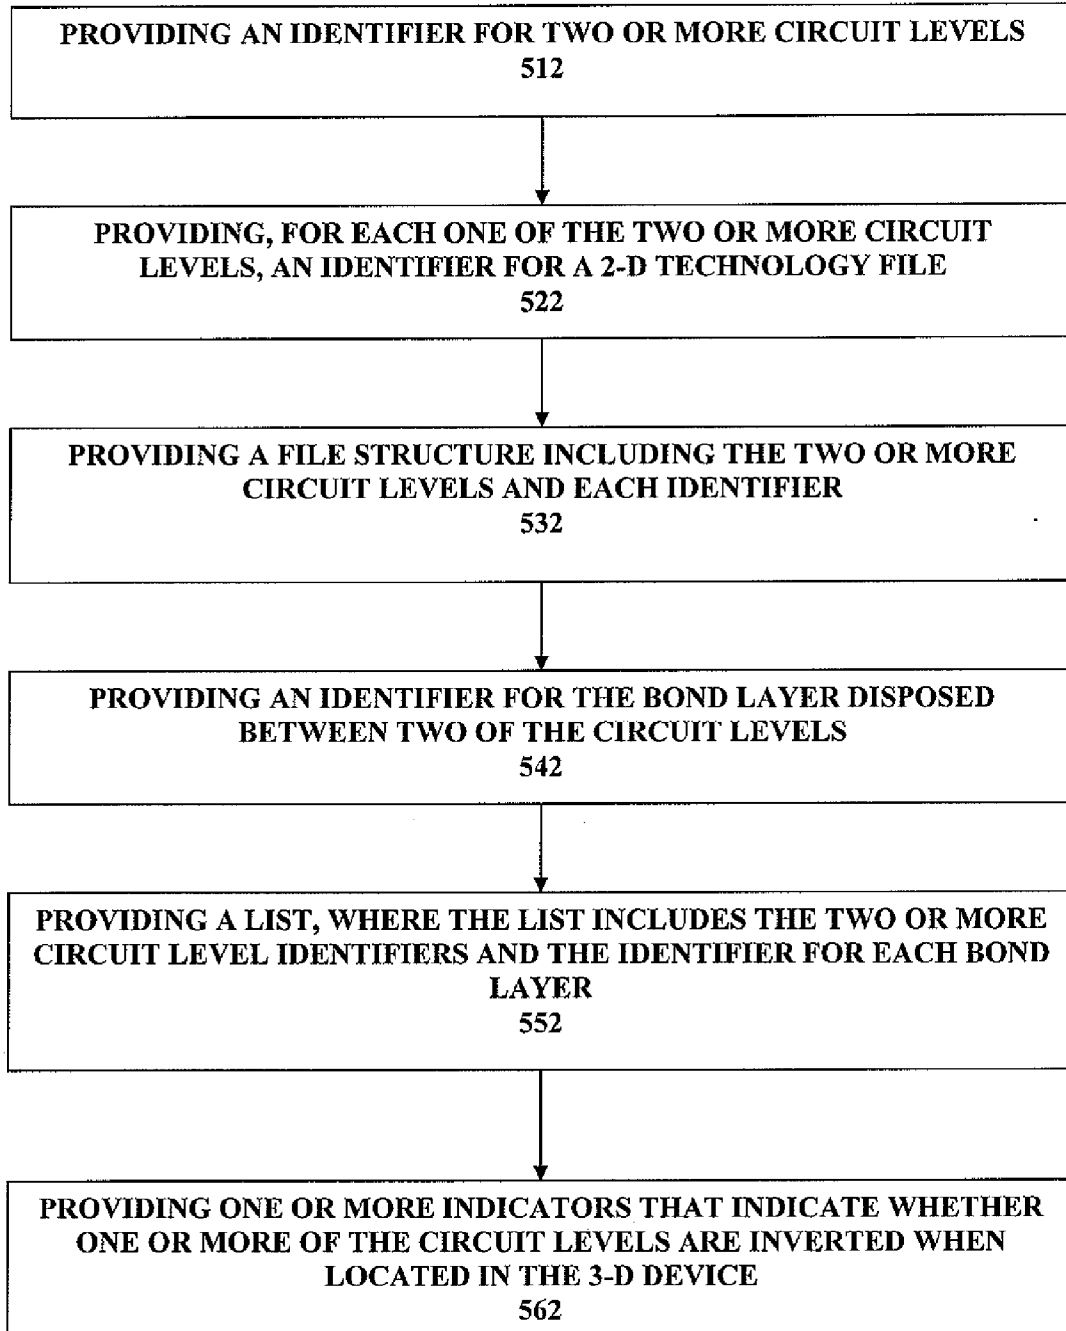 PROVIDING AN IDENTIFIER FOR TWO OR MORE CIRCUIT LEVELS
512
PROVIDING, FOR EACH ONE OF THE TWO OR MORE CIRCUIT
LEVELS, AN IDENTIFIER FOR A 2-D TECHNOLOGY FILE
522
PROVIDING A FILE STRUCTURE INCLUDING THE TWO OR MORE
CIRCUIT LEVELS AND EACH IDENTIFIER
532
PROVIDING AN IDENTIFIER FOR THE BOND LAYER DISPOSED
BETWEEN TWO OF THE CIRCUIT LEVELS
542
PROVIDING A LIST, WHERE THE LIST INCLUDES THE TWO OR MORE
CIRCUIT LEVEL IDENTIFIERS AND THE IDENTIFIER FOR EACH BOND
LAYER
552
PROVIDING ONE OR MORE INDICATORS THAT INDICATE WHETHER
ONE OR MORE OF THE CIRCUIT LEVELS ARE INVERTED WHEN
LOCATED IN THE 3-D DEVICE
562